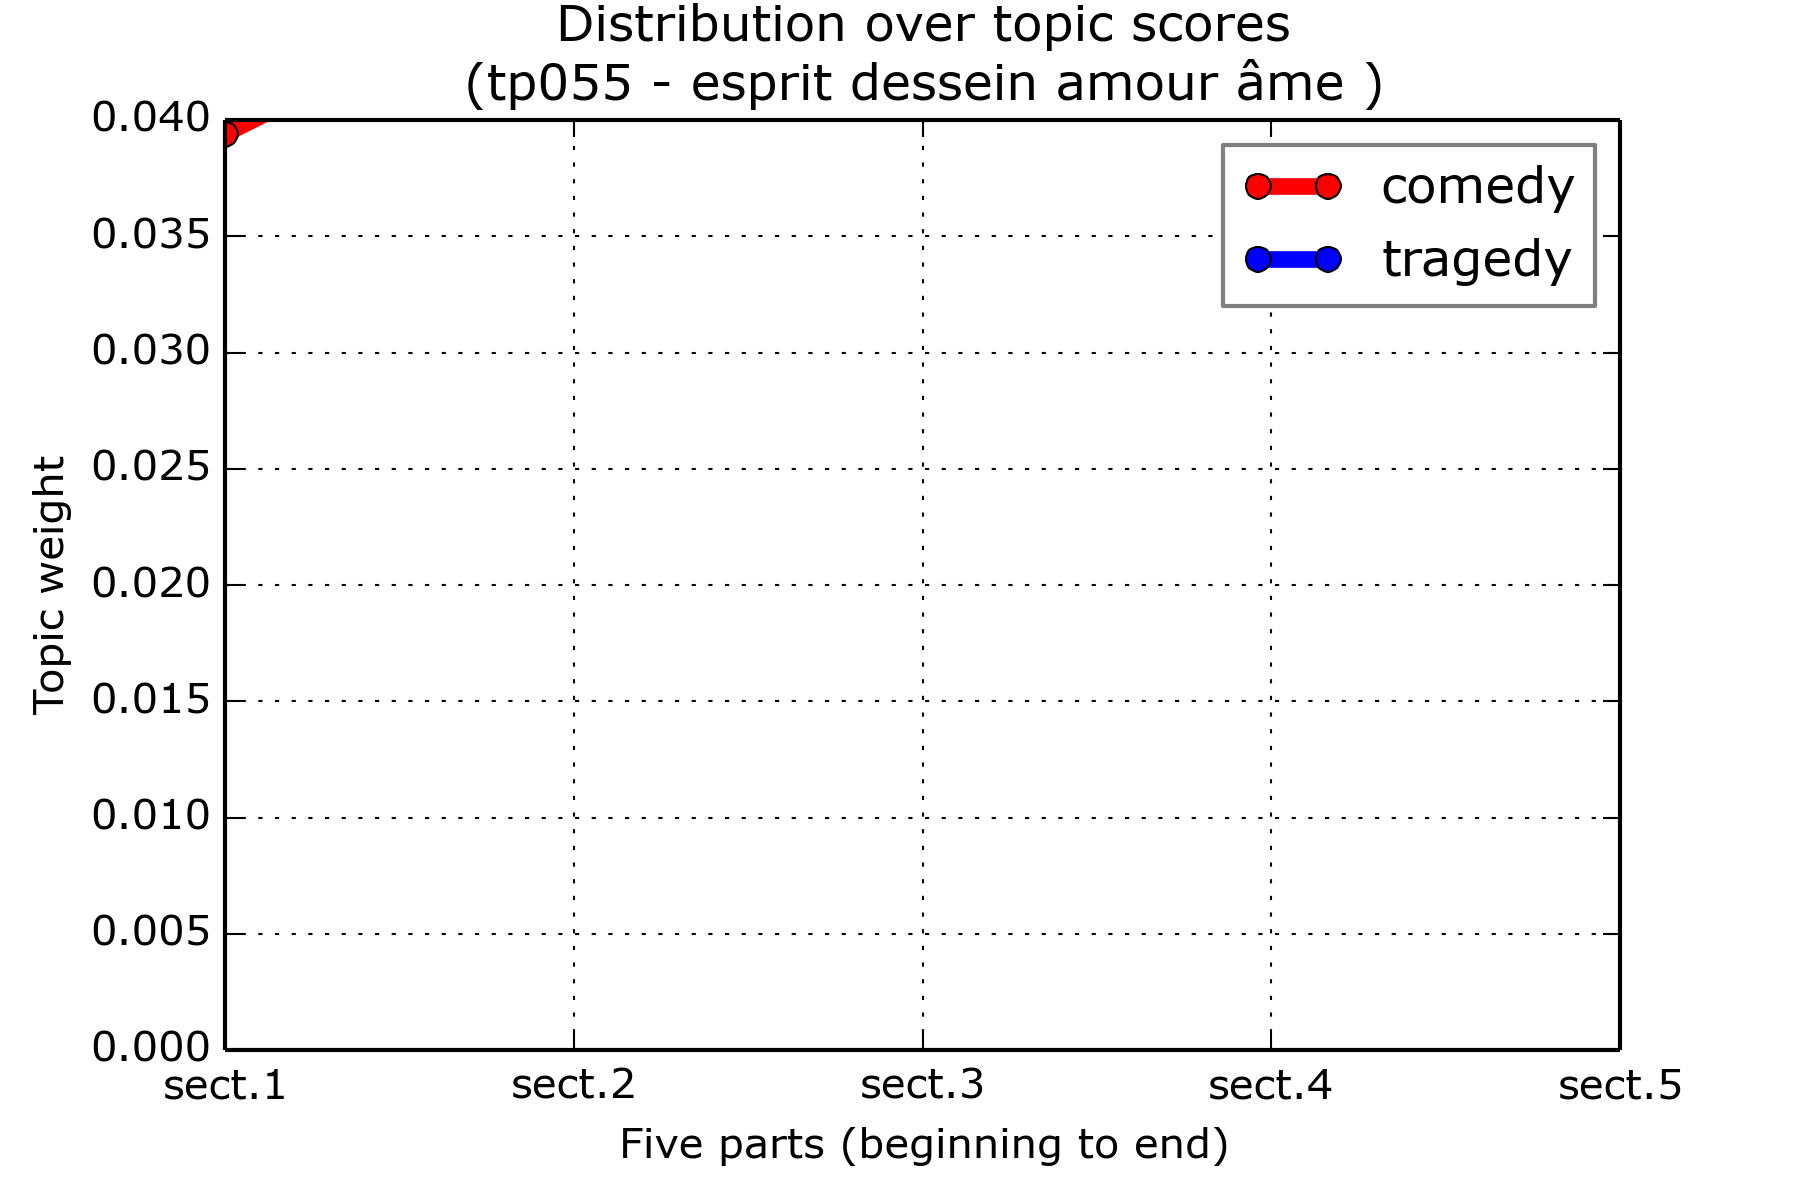 Distribution over topic scores
(tp055 - esprit dessein amour âme )
0.040
0.035
0.030
0.025
0.020
0.015
0.010
0.005
0.000
Topic weight
comedy
tragedy
sect.1 sect.2 sect.3 sect.4 sect.5
Five parts (beginning to end)